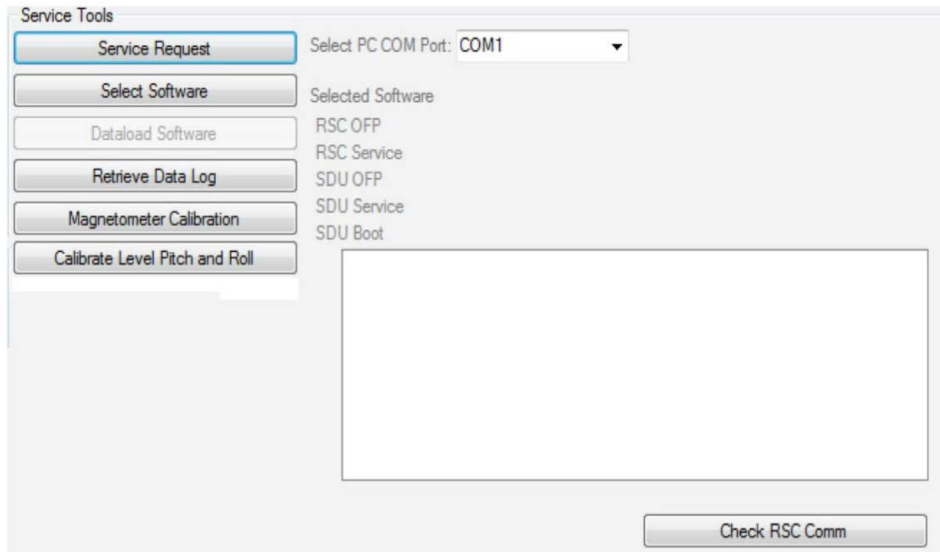 Service Tools
Service Request
Select PC COM Port: COM1
Select Software
Selected Software
Dataload Software
RSC OFP
RSC Service
Retrieve Data Log
SDU OFP
Magnetometer Calibration
SDU Service
SDU Boot
Calibrate Level Pitch and Roll
Check RSC Comm